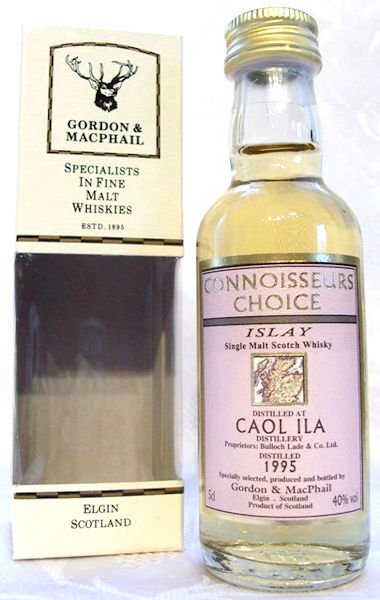 GORDON &
MACPHAIL
SPECIALISTS
IN FINE
MALT
WHISKIES
ESTD. 1895
ELGIN
SCOTLAND
CONNOISSEURS
CHOICE
ISLAY
Single Malt Scotch Whisky
DISTILLED AT
CAOL ILA
DISTILLERY
Proprietors: Bulloch Lade & Co. Ltd.
DISTILLED
1995
Specially selected, produced and bottled by
Gordon & MacPhail
Elgin . Scotland
Product of Scotland
5cl 40% vol